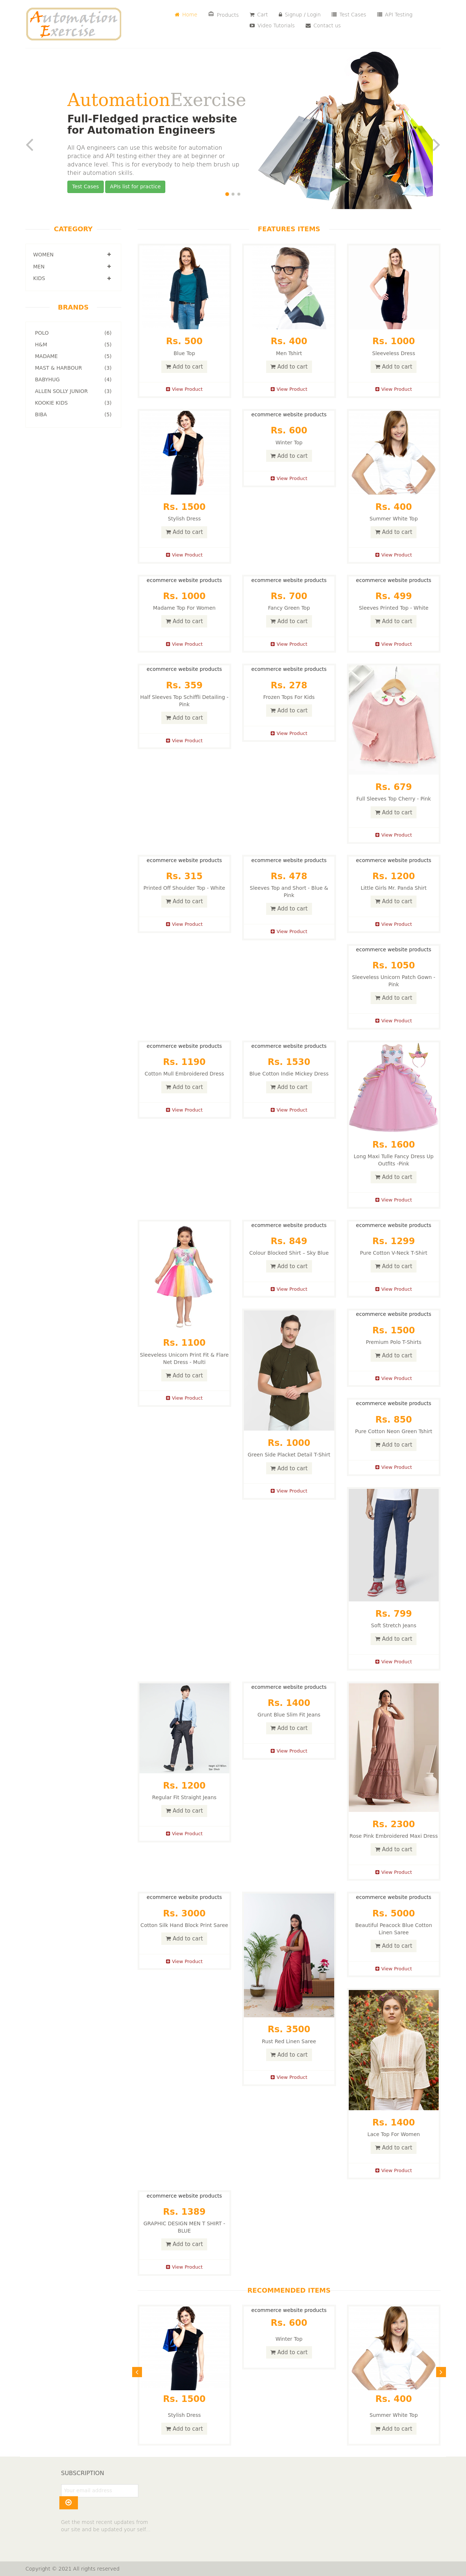 Automation
Exercise
Home
Products
Cart
Signup / Login
Test Cases
API Testing
Video Tutorials
Contact us
AutomationExercise
Full-Fledged practice website
for Automation Engineers
All QA engineers can use this website for automation
practice and API testing either they are at beginner or
advance level. This is for everybody to help them brush up
their automation skills.
Test Cases
APIs list for practice
CATEGORY
WOMEN
MEN
KIDS
BRANDS
POLO (6)
H&M (5)
MADAME (5)
MAST & HARBOUR (3)
BABYHUG (4)
ALLEN SOLLY JUNIOR (3)
KOOKIE KIDS (3)
BIBA (5)
FEATURES ITEMS
Rs. 500
Blue Top
Add to cart
View Product
Rs. 400
Men Tshirt
Add to cart
View Product
Rs. 1000
Sleeveless Dress
Add to cart
View Product
Rs. 1500
Stylish Dress
Add to cart
View Product
ecommerce website products
Rs. 600
Winter Top
Add to cart
View Product
Rs. 400
Summer White Top
Add to cart
View Product
ecommerce website products
Rs. 1000
Madame Top For Women
Add to cart
View Product
ecommerce website products
Rs. 700
Fancy Green Top
Add to cart
View Product
ecommerce website products
Rs. 499
Sleeves Printed Top - White
Add to cart
View Product
ecommerce website products
Rs. 359
Half Sleeves Top Schiffli Detailing -
Pink
Add to cart
View Product
ecommerce website products
Rs. 278
Frozen Tops For Kids
Add to cart
View Product
Rs. 679
Full Sleeves Top Cherry - Pink
Add to cart
View Product
ecommerce website products
Rs. 315
Printed Off Shoulder Top - White
Add to cart
View Product
ecommerce website products
Rs. 478
Sleeves Top and Short - Blue &
Pink
Add to cart
View Product
ecommerce website products
Rs. 1200
Little Girls Mr. Panda Shirt
Add to cart
View Product
ecommerce website products
Rs. 1050
Sleeveless Unicorn Patch Gown -
Pink
Add to cart
View Product
ecommerce website products
Rs. 1190
Cotton Mull Embroidered Dress
Add to cart
View Product
ecommerce website products
Rs. 1530
Blue Cotton Indie Mickey Dress
Add to cart
View Product
Rs. 1600
Long Maxi Tulle Fancy Dress Up
Outfits -Pink
Add to cart
View Product
Rs. 1100
Sleeveless Unicorn Print Fit & Flare
Net Dress - Multi
Add to cart
View Product
ecommerce website products
Rs. 849
Colour Blocked Shirt – Sky Blue
Add to cart
View Product
ecommerce website products
Rs. 1299
Pure Cotton V-Neck T-Shirt
Add to cart
View Product
Rs. 1000
Green Side Placket Detail T-Shirt
Add to cart
View Product
ecommerce website products
Rs. 1500
Premium Polo T-Shirts
Add to cart
View Product
ecommerce website products
Rs. 850
Pure Cotton Neon Green Tshirt
Add to cart
View Product
Rs. 799
Soft Stretch Jeans
Add to cart
View Product
Rs. 1200
Regular Fit Straight Jeans
Add to cart
View Product
ecommerce website products
Rs. 1400
Grunt Blue Slim Fit Jeans
Add to cart
View Product
Rs. 2300
Rose Pink Embroidered Maxi Dress
Add to cart
View Product
ecommerce website products
Rs. 3000
Cotton Silk Hand Block Print Saree
Add to cart
View Product
Rs. 3500
Rust Red Linen Saree
Add to cart
View Product
ecommerce website products
Rs. 5000
Beautiful Peacock Blue Cotton
Linen Saree
Add to cart
View Product
Rs. 1400
Lace Top For Women
Add to cart
View Product
ecommerce website products
Rs. 1389
GRAPHIC DESIGN MEN T SHIRT -
BLUE
Add to cart
View Product
RECOMMENDED ITEMS
Rs. 1500
Stylish Dress
Add to cart
ecommerce website products
Rs. 600
Winter Top
Add to cart
Rs. 400
Summer White Top
Add to cart
SUBSCRIPTION
Your email address
Get the most recent updates from
our site and be updated your self...
Copyright © 2021 All rights reserved